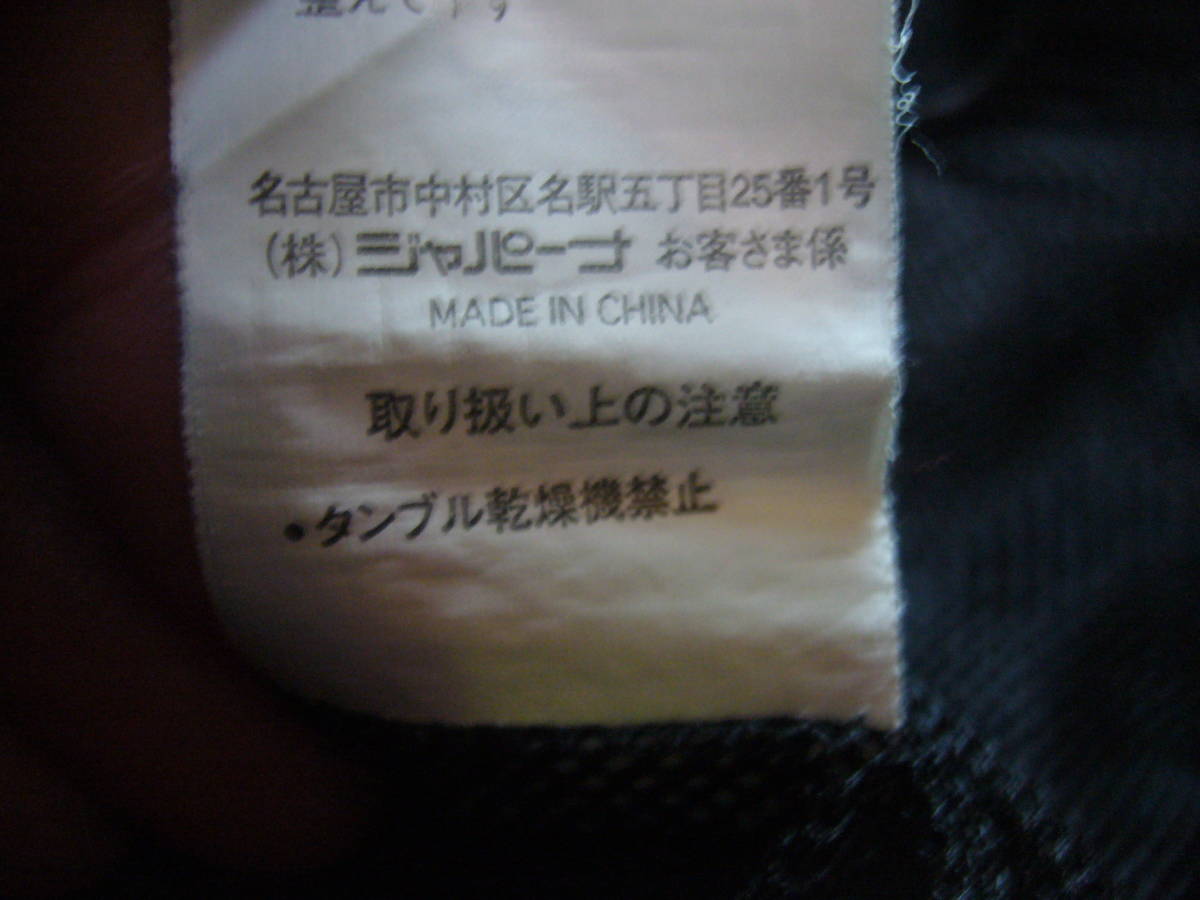 名古屋市中村区名駅五丁目25番1号
(株)ジャパーナ お客さま係
MADE IN CHINA
取り扱い上の注意
・タンブル乾燥機禁止